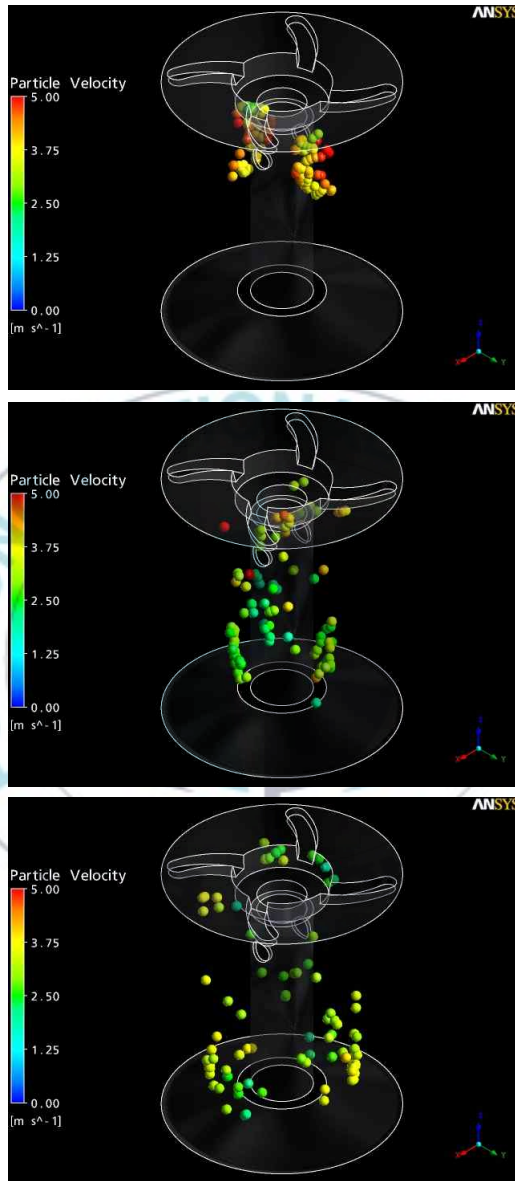 ANSYS
Particle Velocity
5.00
3.75
2.50
1.25
0.00
[m s^-1]
X
Y
ANSYS
Particle Velocity
5.00
3.75
2.50
1.25
0.00
[m s^-1]
X
Y
ANSYS
Particle Velocity
5.00
3.75
2.50
1.25
0.00
[m s^-1]
X
Y